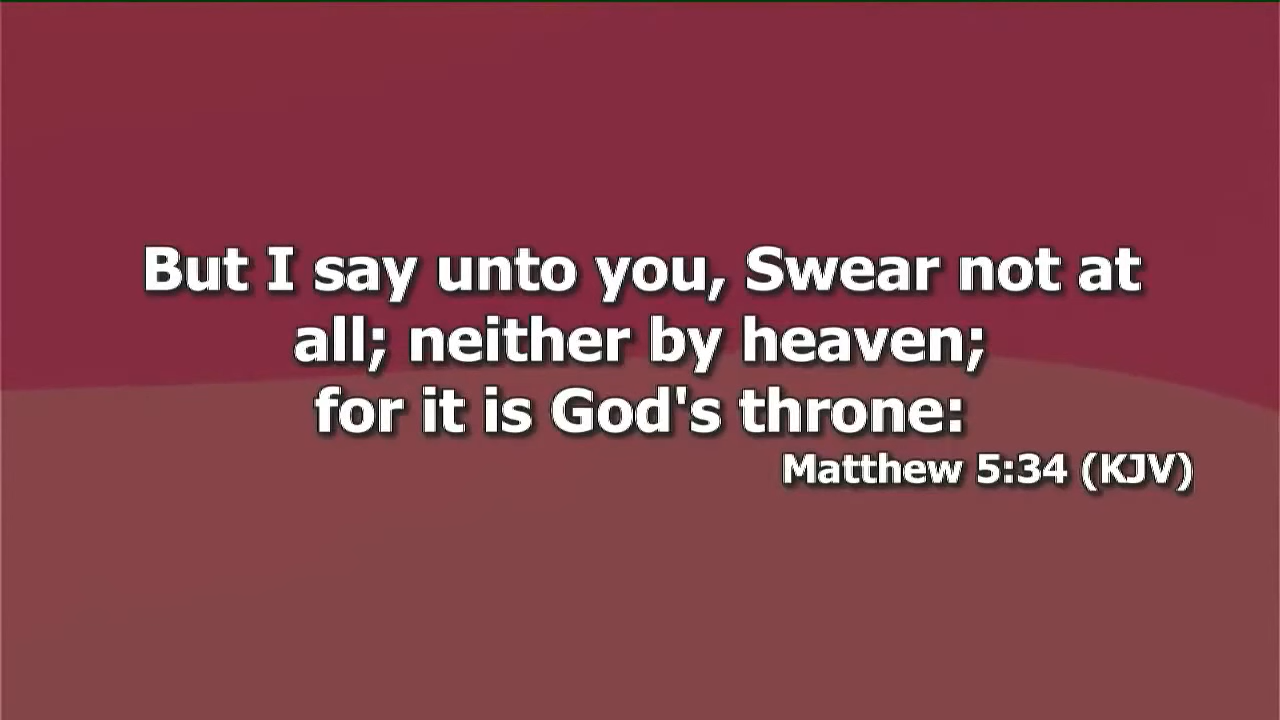 But I say unto you, Swear not at
all; neither by heaven;
for it is God's throne:
Matthew 5:34 (KJV)